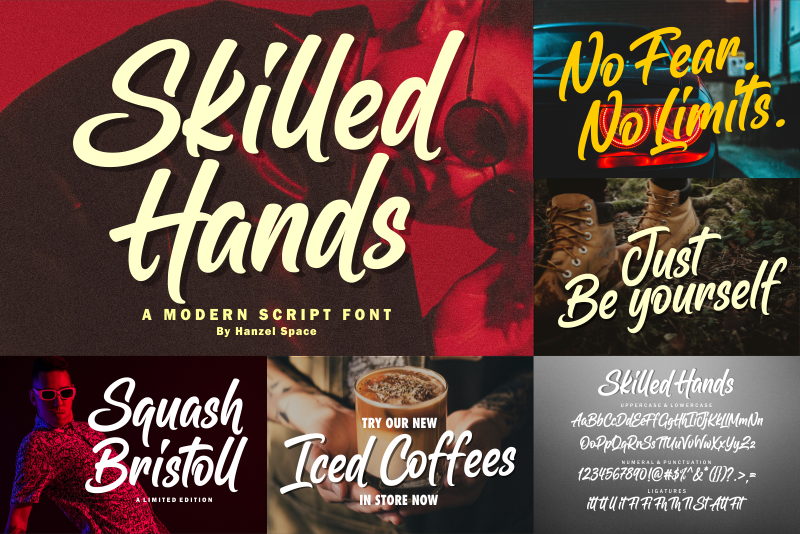 Skilled
Hands
A MODERN SCRIPT FONT
By Hanzel Space
No Fear.
No Limits.
Just
Be yourself
Squash
Bristoll
A LIMITED EDITION
TRY OUR NEW
Iced Coffees
IN STORE NOW
Skilled Hands
UPPERCASE & LOWERCASE
AaBbCcDdEeFfGgHhIiJjKkLlMmNn
OoPpQqRrSsTtUuVvWwXxYyZz
NUMERAL & PUNCTUATION
1234567890!@#$%^&*(])?.>,=
LIGATURES